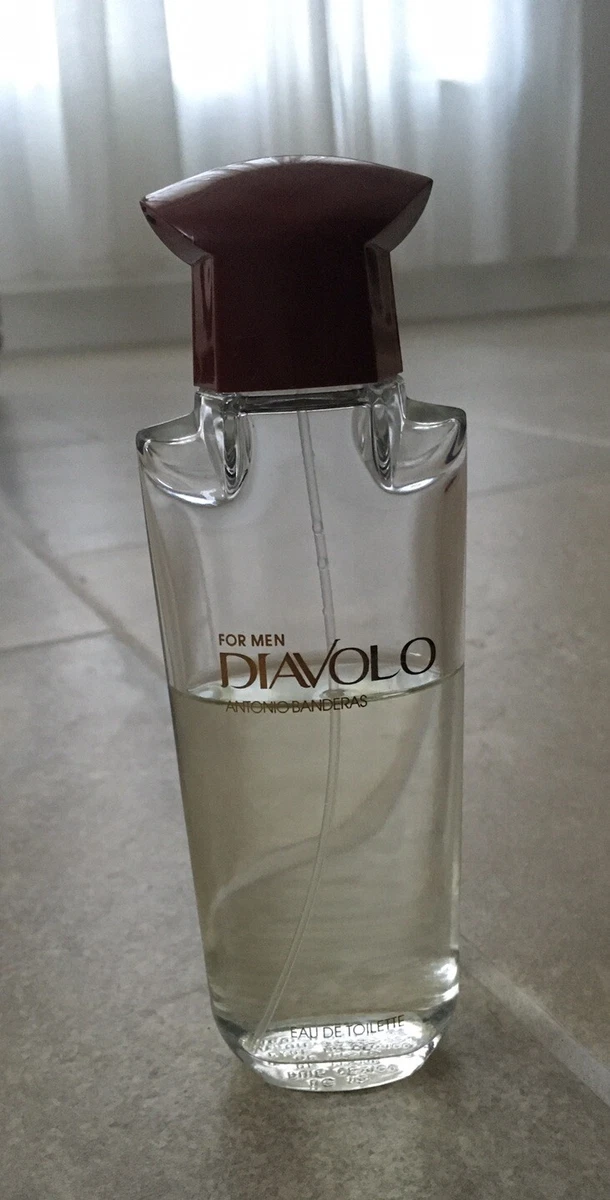 FOR MEN
DIAVOLO
ANTONIO BANDERAS
EAU DE TOILETTE